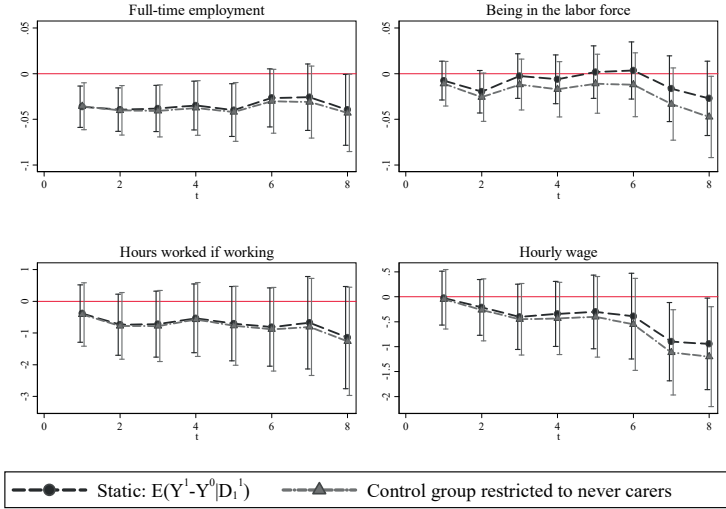 Full-time employment
.05
0
-.05
-.1
0 2 4 6 8
t
Being in the labor force
.05
0
-.05
-.1
0 2 4 6 8
t
Hours worked if working
1
0
-1
-2
-3
0 2 4 6 8
t
Hourly wage
.5
0
-.5
-1
-1.5
-2
0 2 4 6 8
t
Static: E(Y¹-Y⁰|D₁¹)
Control group restricted to never carers